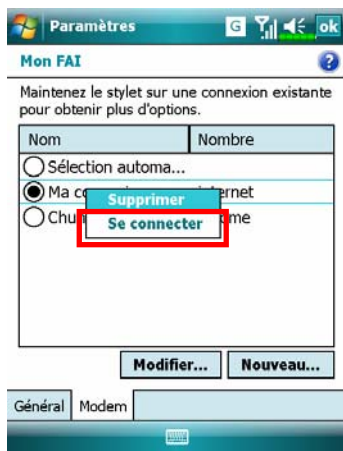 Paramètres G ok
Mon FAI ?
Maintenez le stylet sur une connexion existante
pour obtenir plus d'options.
Nom Nombre
Sélection automa...
Ma ernet
Supprimer
Chu me
Se connecter
Modifier... Nouveau...
Général Modem